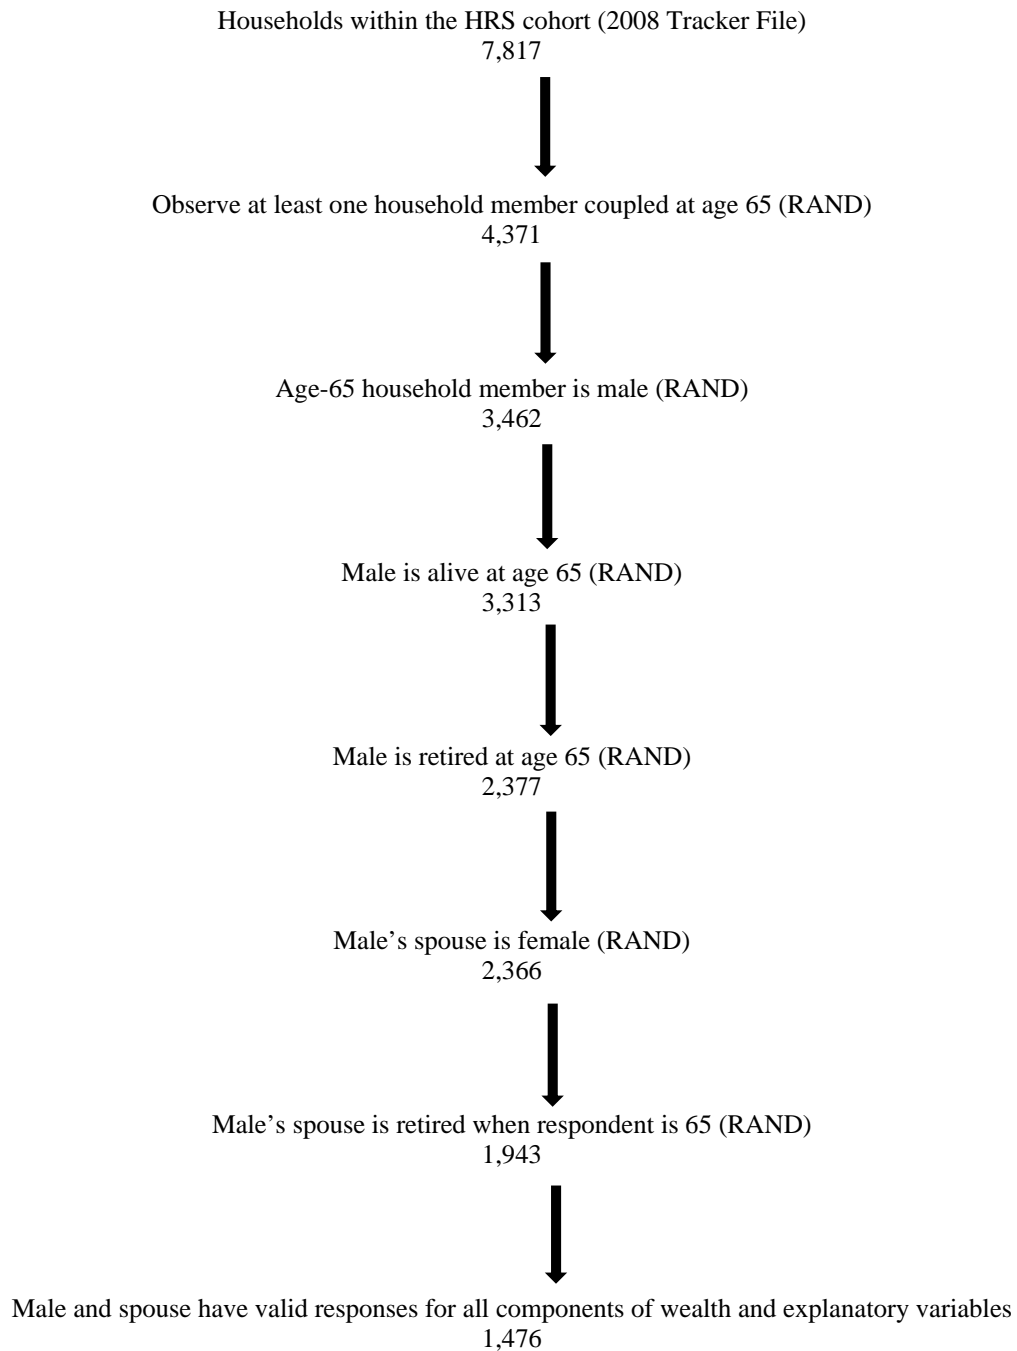 Households within the HRS cohort (2008 Tracker File)
7,817
Observe at least one household member coupled at age 65 (RAND)
4,371
Age-65 household member is male (RAND)
3,462
Male is alive at age 65 (RAND)
3,313
Male is retired at age 65 (RAND)
2,377
Male’s spouse is female (RAND)
2,366
Male’s spouse is retired when respondent is 65 (RAND)
1,943
Male and spouse have valid responses for all components of wealth and explanatory variables
1,476